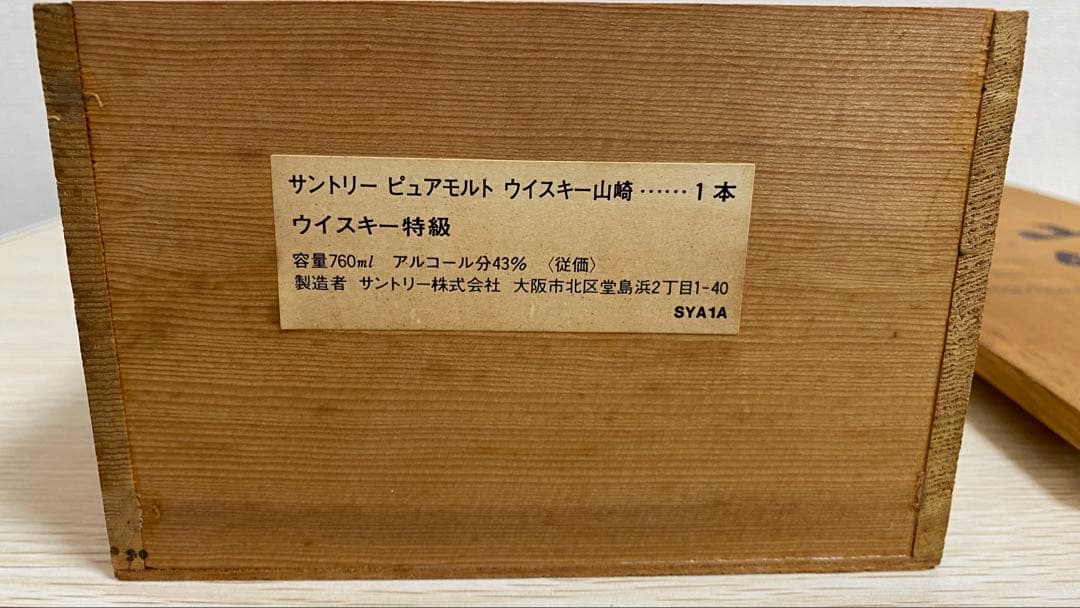 サントリー ピュアモルト ウイスキー山崎……1本
ウイスキー特級
容量760ml アルコール分43% 〈従価〉
製造者 サントリー株式会社 大阪市北区堂島浜2丁目1-40
SYA1A